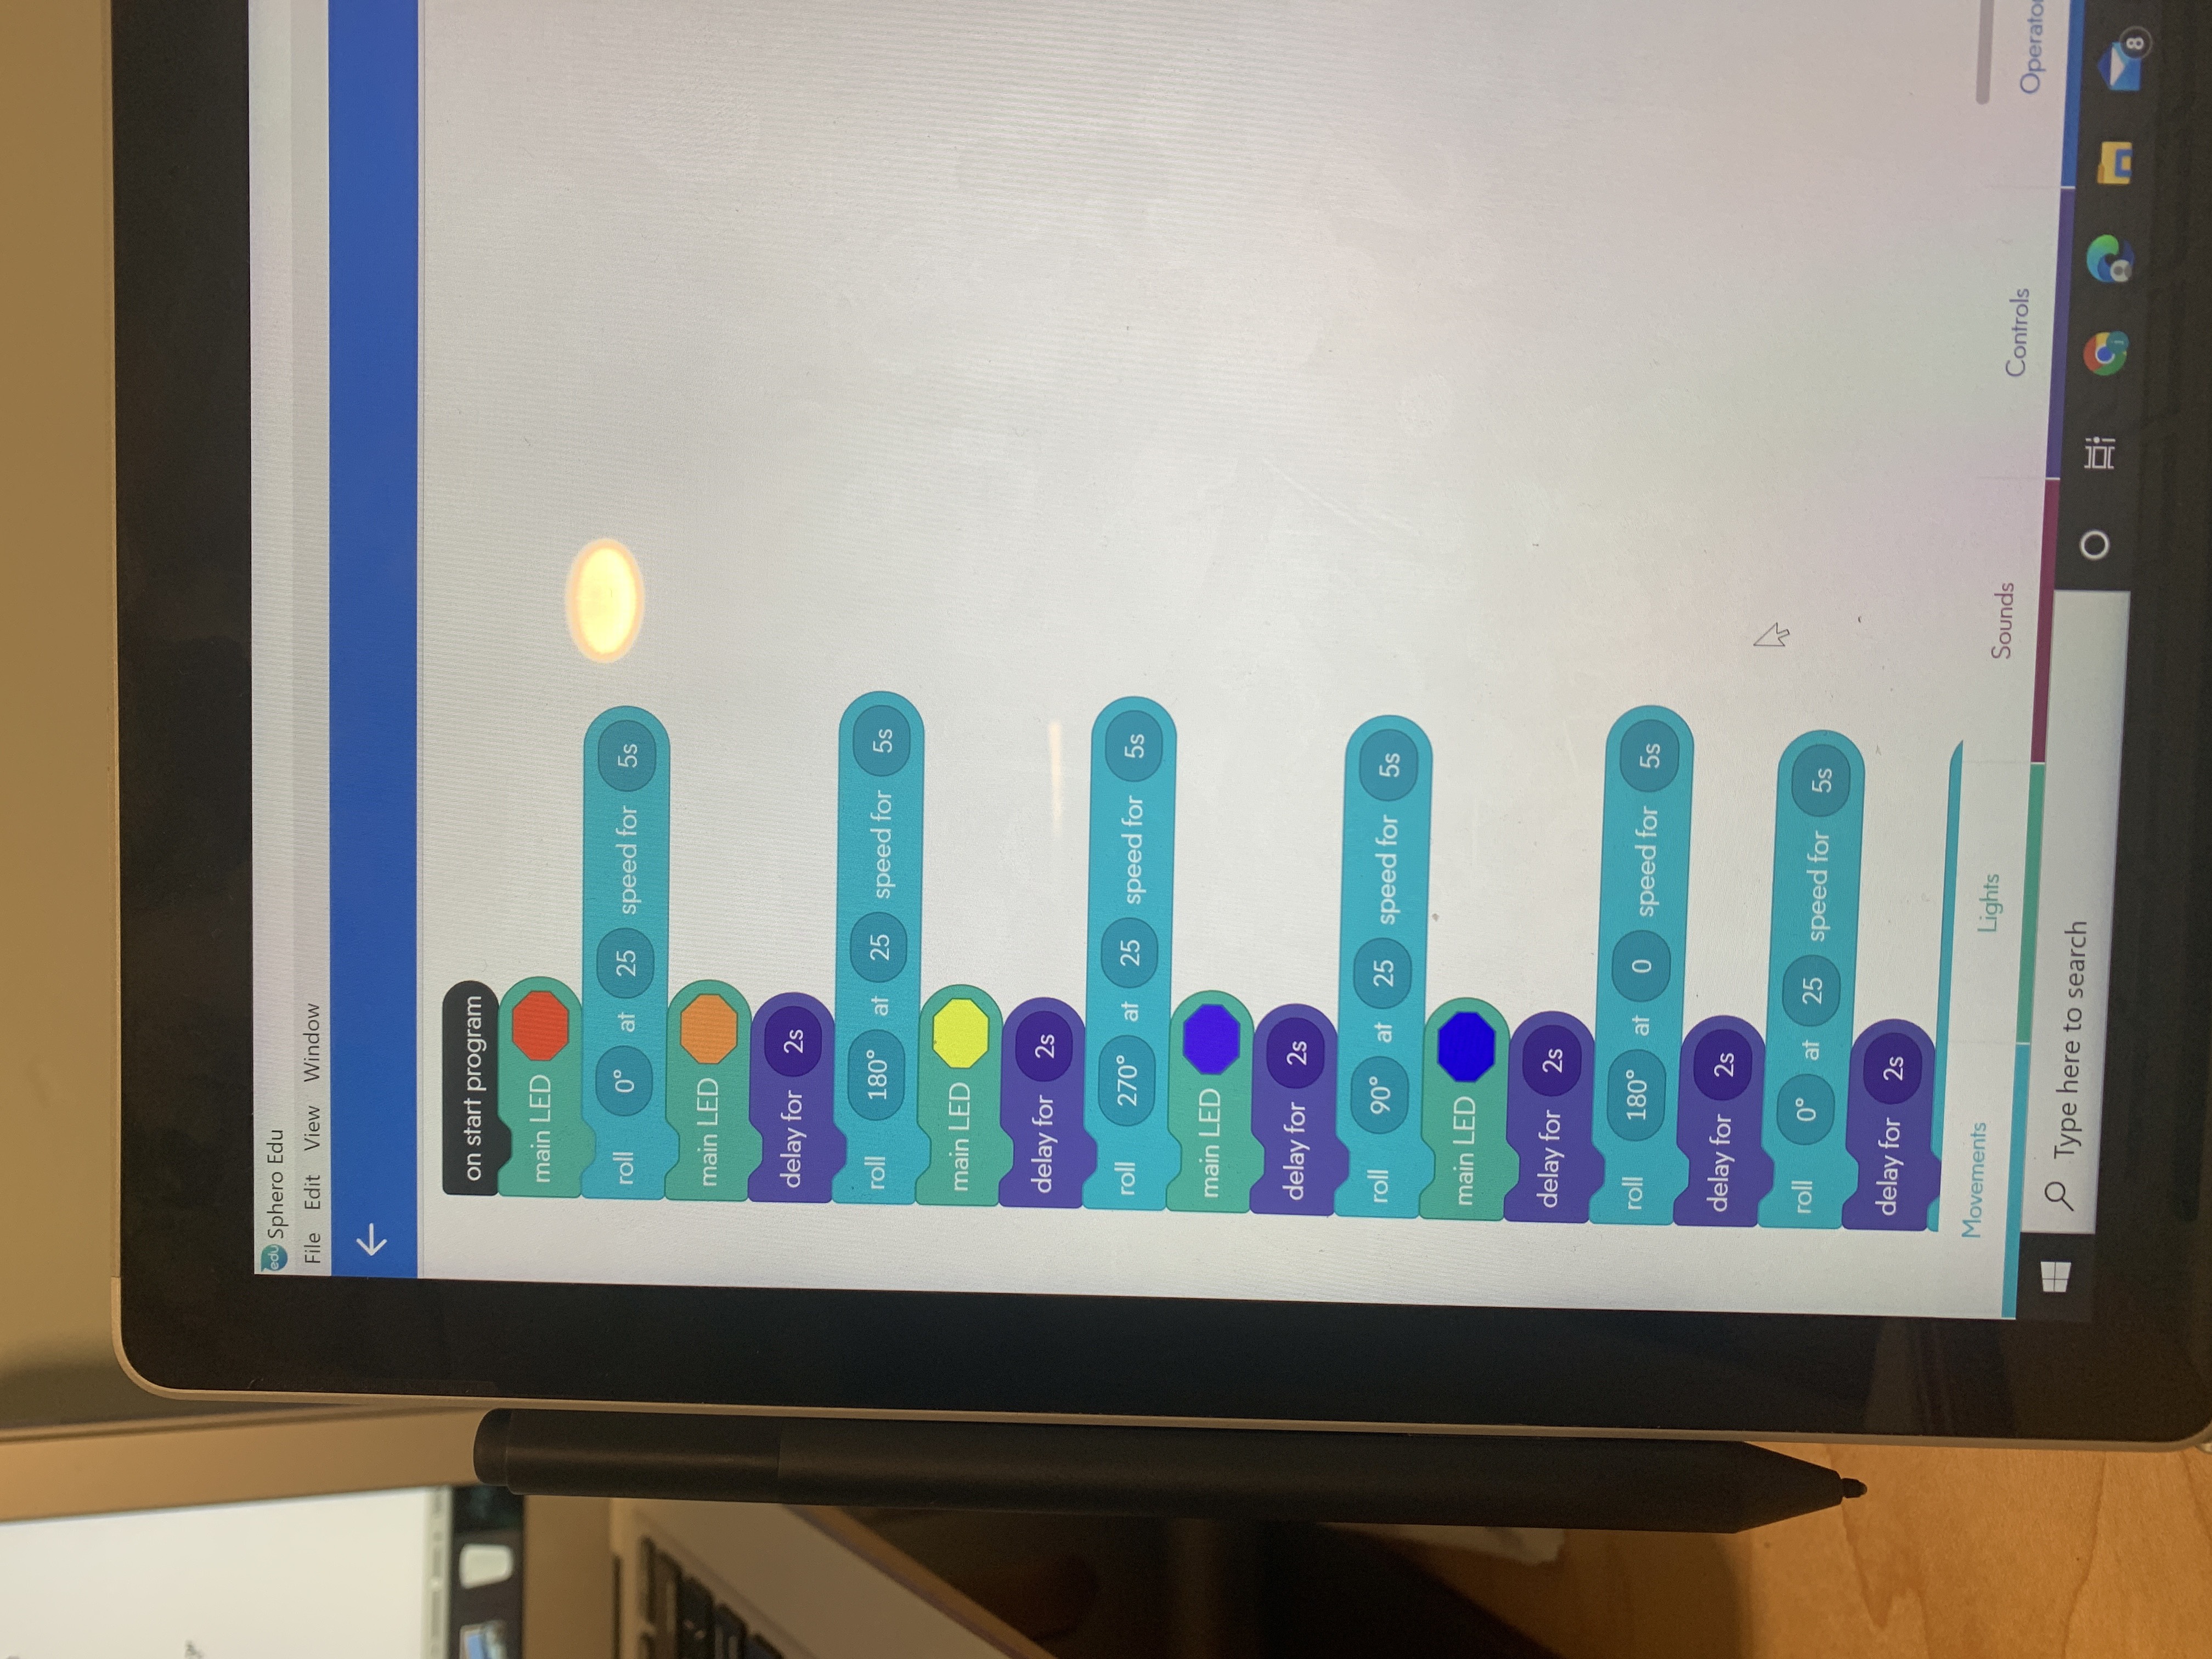 edu Sphero Edu
File Edit View Window
on start program
main LED
roll 0° at 25 speed for 5s
main LED
delay for 2s
roll 180° at 25 speed for 5s
main LED
delay for 2s
roll 270° at 25 speed for 5s
main LED
delay for 2s
roll 90° at 25 speed for 5s
main LED
delay for 2s
roll 180° at 0 speed for 5s
delay for 2s
roll 0° at 25 speed for 5s
delay for 2s
Movements Lights Sounds Controls Operato
Type here to search
8